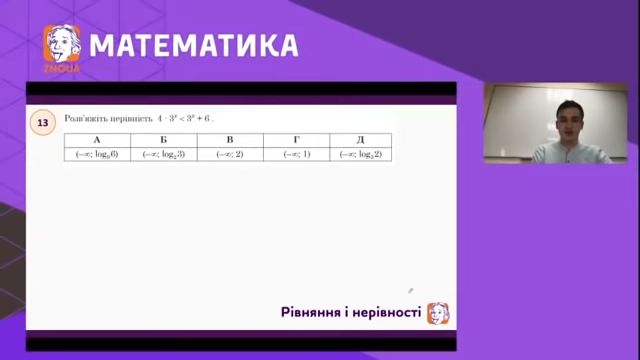 МАТЕМАТИКА
ZNOUA
13
Розв'яжіть нерівність 4 · 3ˣ < 3ˣ + 6 .
А Б В Г Д
(–∞; log₃6) (–∞; log₂3) (–∞; 2) (–∞; 1) (–∞; log₃2)
Рівняння і нерівності